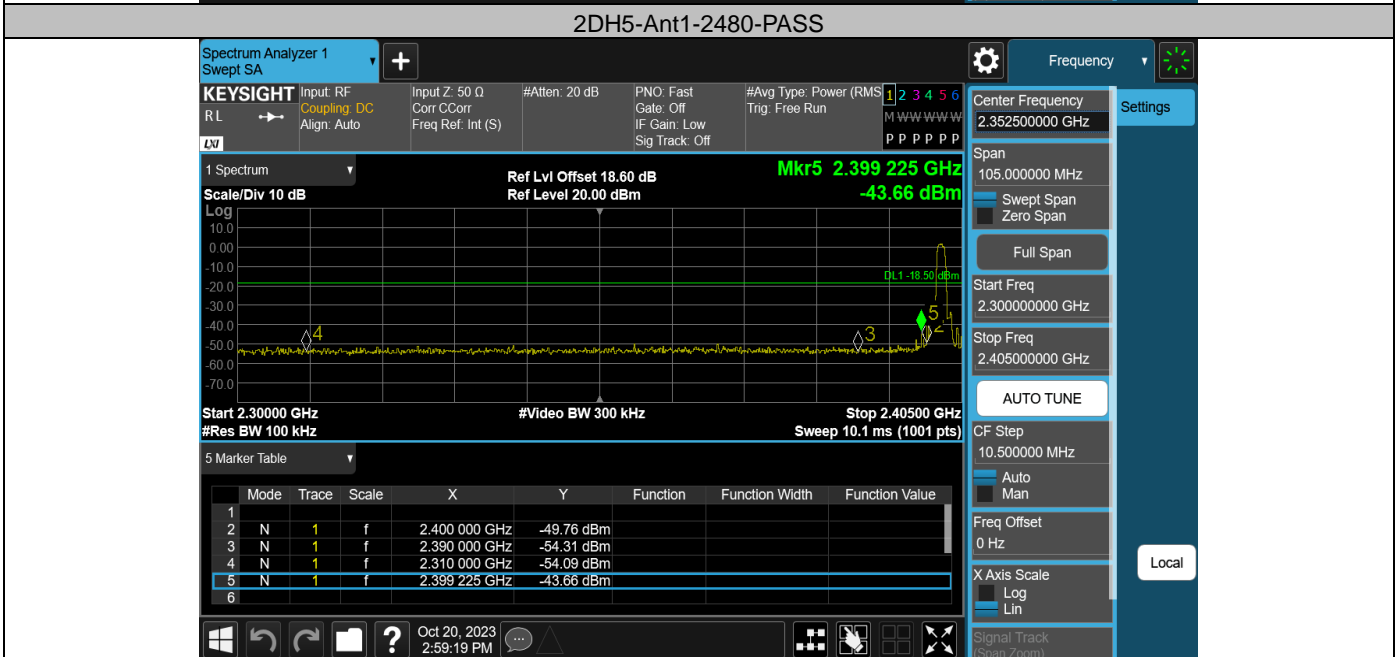 2DH5-Ant1-2480-PASS
Spectrum Analyzer 1
Swept SA
+
Frequency
KEYSIGHT
RL
LXI
Input: RF
Coupling: DC
Align: Auto
Input Z: 50 Ω
Corr CCorr
Freq Ref: Int (S)
#Atten: 20 dB
PNO: Fast
Gate: Off
IF Gain: Low
Sig Track: Off
#Avg Type: Power (RMS
Trig: Free Run
1 2 3 4 5 6
M W W W W W
P P P P P P
1 Spectrum
Scale/Div 10 dB
Ref Lvl Offset 18.60 dB
Ref Level 20.00 dBm
Mkr5 2.399 225 GHz
-43.66 dBm
Log
10.0
0.00
-10.0
-20.0
-30.0
-40.0
-50.0
-60.0
-70.0
DL1 -18.50 dBm
4
3
5
2
Start 2.30000 GHz
#Video BW 300 kHz
Stop 2.40500 GHz
#Res BW 100 kHz
Sweep 10.1 ms (1001 pts)
5 Marker Table
Mode Trace Scale X Y Function Function Width Function Value
1
2 N 1 f 2.400 000 GHz -49.76 dBm
3 N 1 f 2.390 000 GHz -54.31 dBm
4 N 1 f 2.310 000 GHz -54.09 dBm
5 N 1 f 2.399 225 GHz -43.66 dBm
6
?
Oct 20, 2023
2:59:19 PM
Center Frequency
2.352500000 GHz
Settings
Span
105.000000 MHz
Swept Span
Zero Span
Full Span
Start Freq
2.300000000 GHz
Stop Freq
2.405000000 GHz
AUTO TUNE
CF Step
10.500000 MHz
Auto
Man
Freq Offset
0 Hz
X Axis Scale
Log
Lin
Local
Signal Track
(Span Zoom)